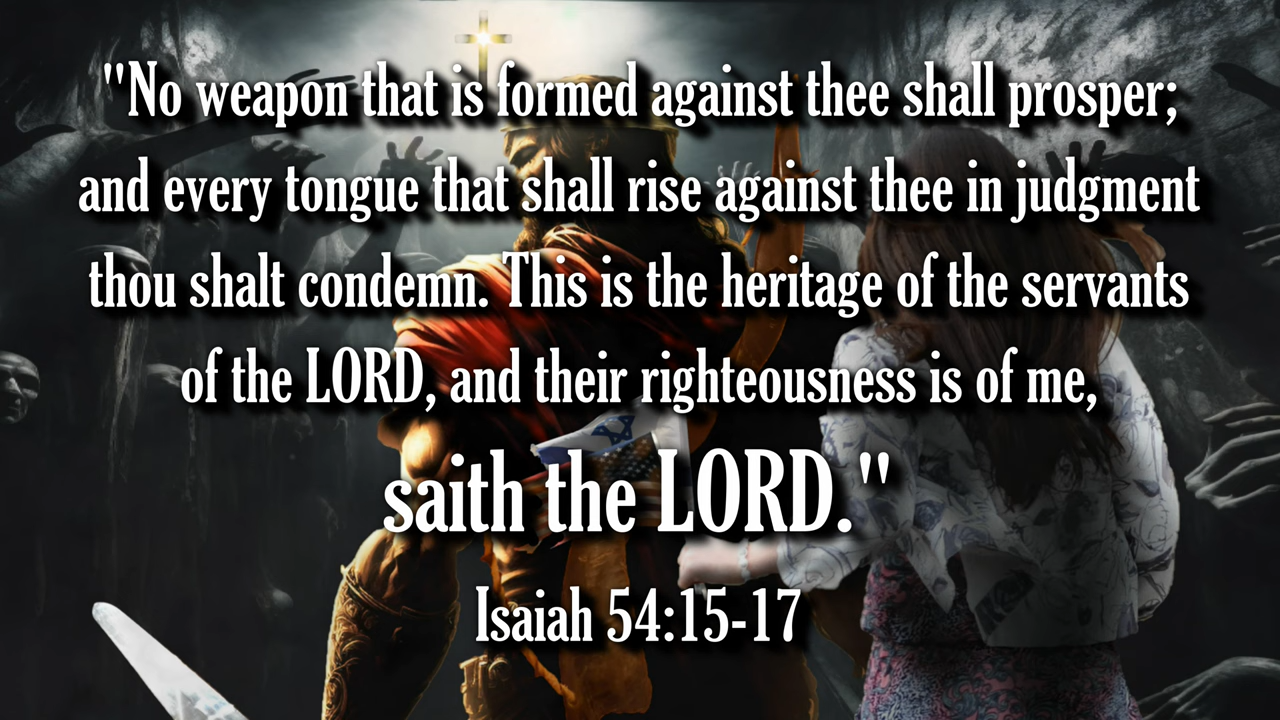 "No weapon that is formed against thee shall prosper;
and every tongue that shall rise against thee in judgment
thou shalt condemn. This is the heritage of the servants
of the LORD, and their righteousness is of me,
saith the LORD."
Isaiah 54:15-17